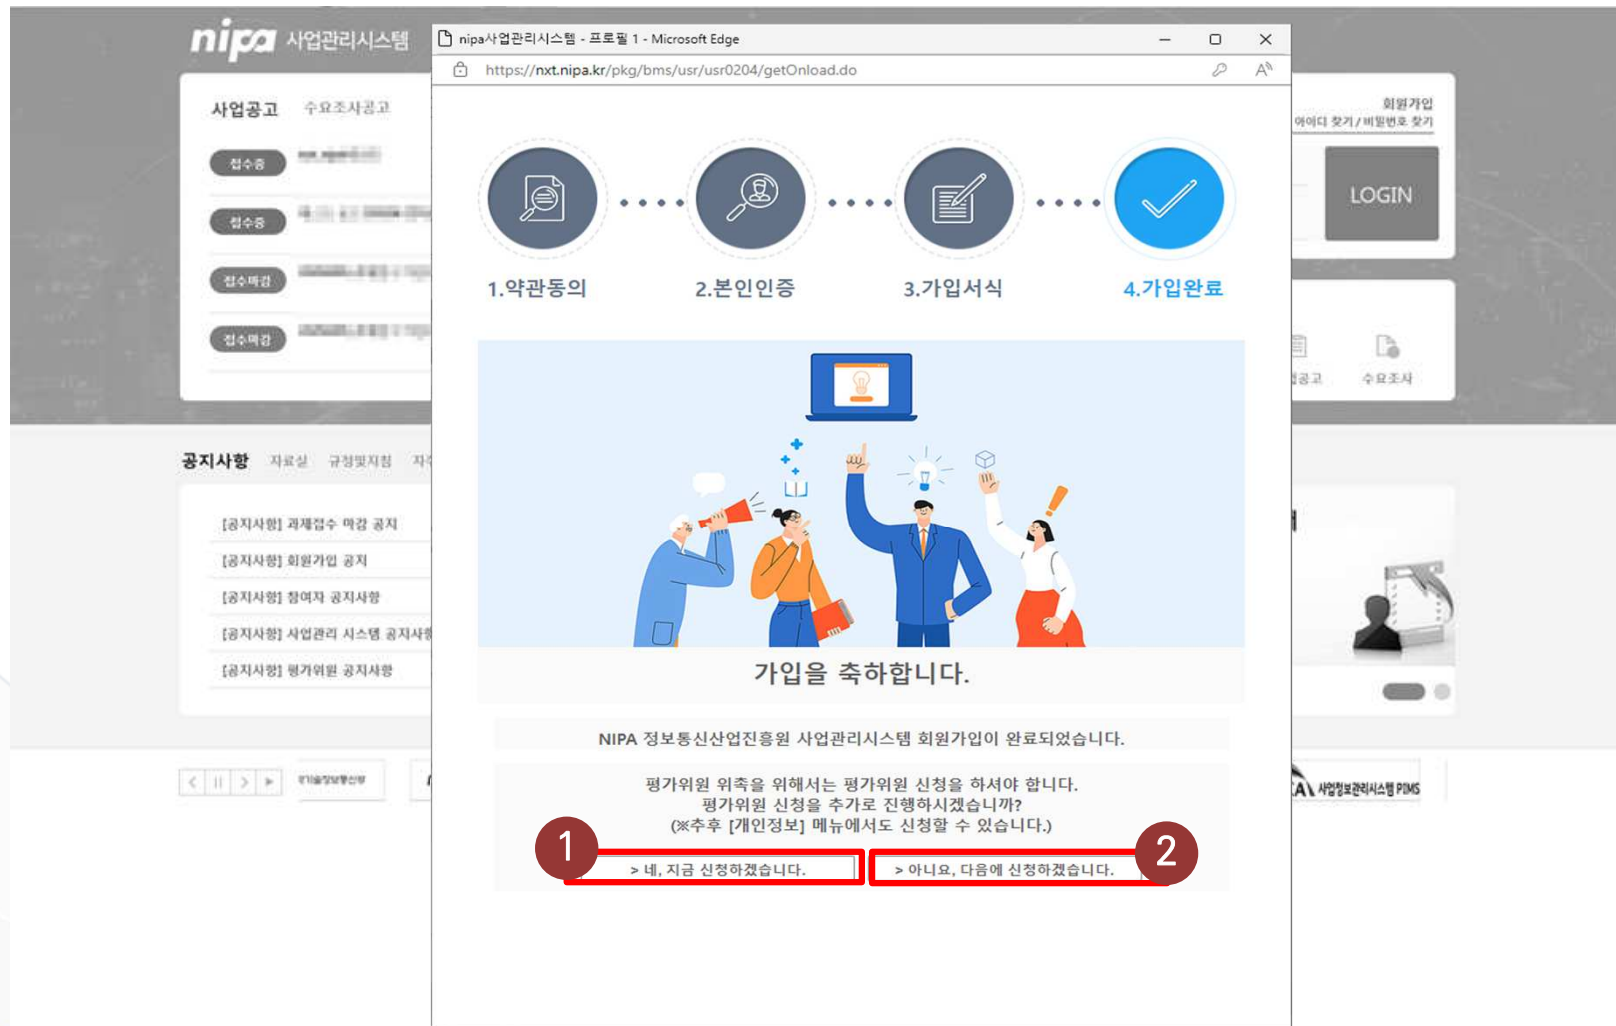 nipa 사업관리시스템
nipa사업관리시스템 - 프로필 1 - Microsoft Edge
https://nxt.nipa.kr/pkg/bms/usr/usr0204/getOnload.do
사업공고 수요조사공고
접수중
접수중
접수마감
접수마감
회원가입
아이디 찾기 / 비밀번호 찾기
LOGIN
수요조사
1.약관동의
2.본인인증
3.가입서식
4.가입완료
공지사항 자료실 규정및지침
[공지사항] 과제접수 마감 공지
[공지사항] 회원가입 공지
[공지사항] 참여자 공지사항
[공지사항] 사업관리 시스템 공지사항
[공지사항] 평가위원 공지사항
가입을 축하합니다.
NIPA 정보통신산업진흥원 사업관리시스템 회원가입이 완료되었습니다.
평가위원 위촉을 위해서는 평가위원 신청을 하셔야 합니다.
평가위원 신청을 추가로 진행하시겠습니까?
(※추후 [개인정보] 메뉴에서도 신청할 수 있습니다.)
1
> 네, 지금 신청하겠습니다.
> 아니요, 다음에 신청하겠습니다.
2
사업정보관리시스템 PIMS